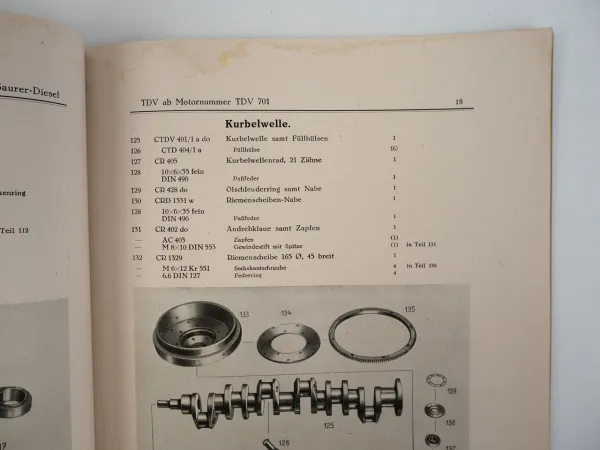 Saurer-Diesel
kenring
Teil 112
TDV ab Motornummer TDV 701
13
Kurbelwelle.
125 CTDV 401/1 a do Kurbelwelle samt Füllhülsen 1
126 CTD 404/1 a Füllhülse (6)
127 CR 405 Kurbelwellenrad, 21 Zähne 1
128 10×6×35 fein
DIN 496 Paßfeder 1
129 CR 428 do Ölschleuderring samt Nabe 1
130 CRD 1331 w Riemenscheiben-Nabe 1
128 10×6×35 fein
DIN 496 Paßfeder 1
131 CR 402 do Andrehklaue samt Zapfen 1
— AC 405 Zapfen (1)
— M 8×10 DIN 553 Gewindestift mit Spitze (1) in Teil 131
132 CR 1329 Riemenscheibe 165 Ø, 45 breit 1
— M 6×12 Kr 551 Sechskantschraube 4 in Teil 130
— 6.6 DIN 127 Federring 4
133
134
135
139
138
137
125
126